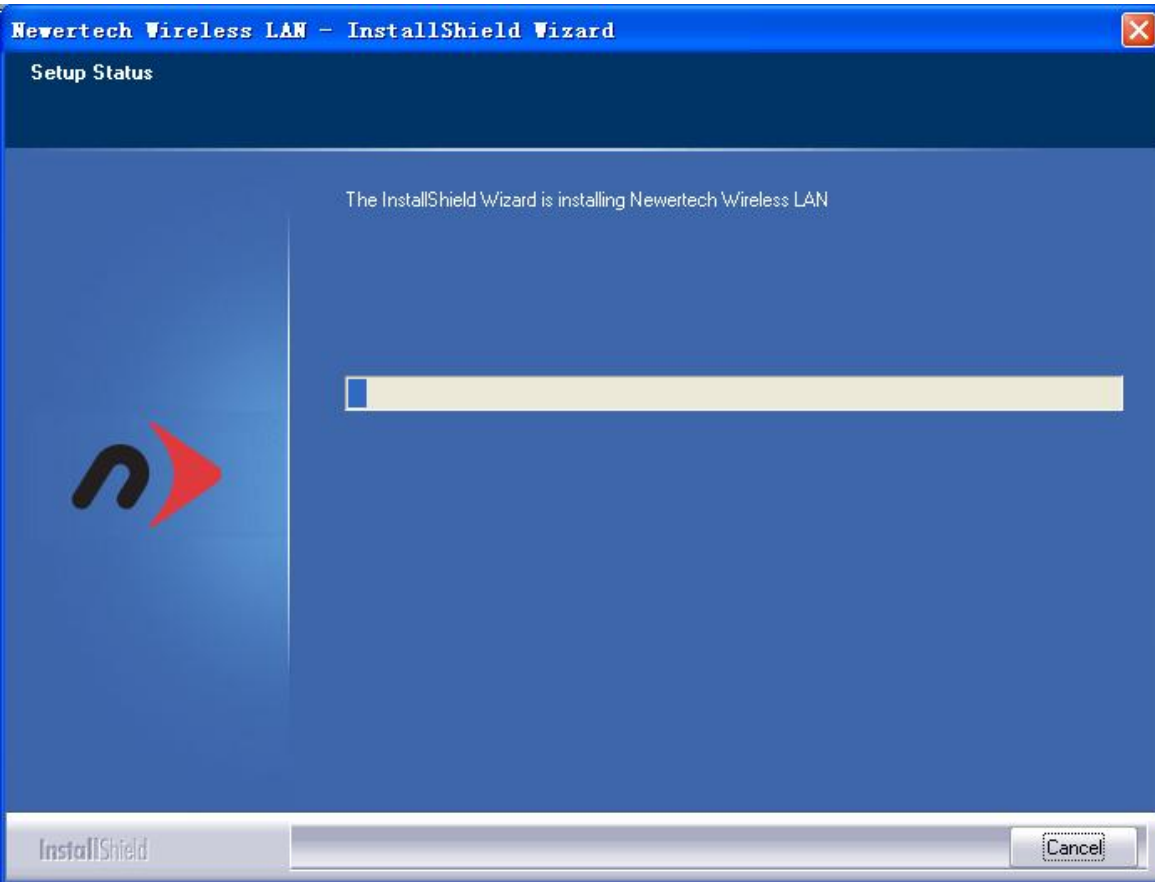 Newertech Wireless LAN - InstallShield Wizard
Setup Status
The InstallShield Wizard is installing Newertech Wireless LAN
n
InstallShield
Cancel